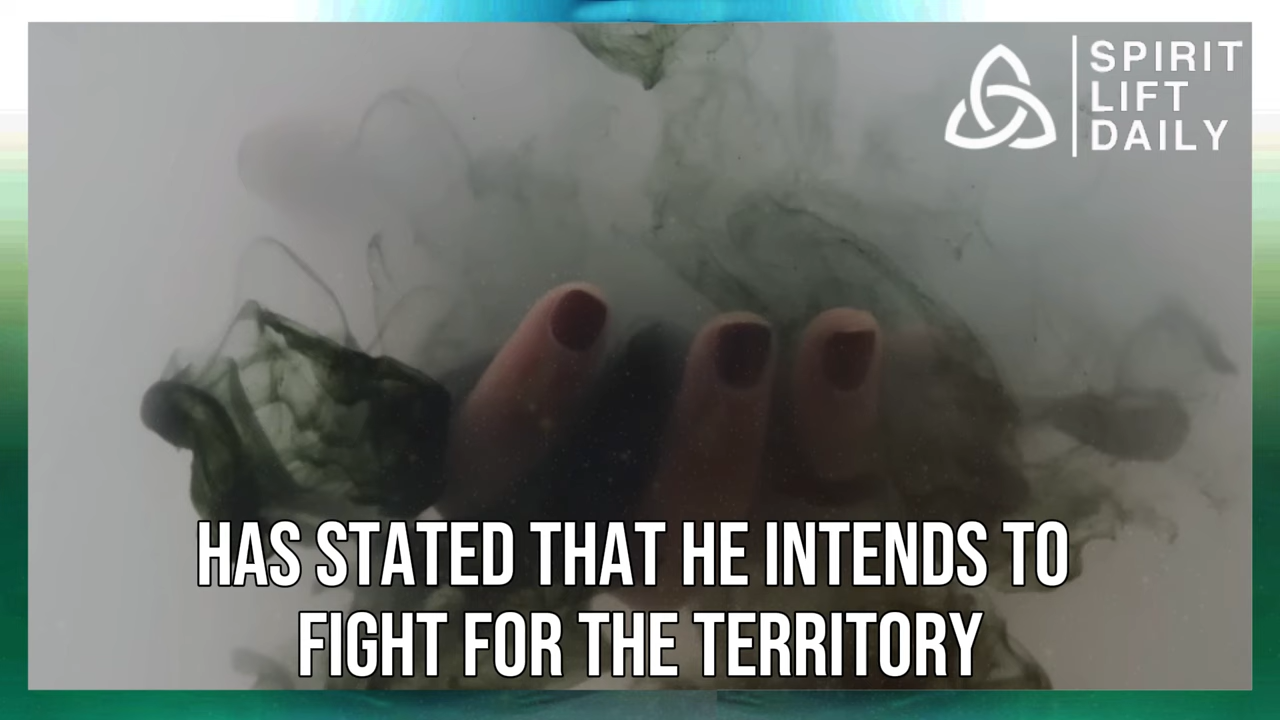 SPIRIT
LIFT
DAILY
HAS STATED THAT HE INTENDS TO
FIGHT FOR THE TERRITORY